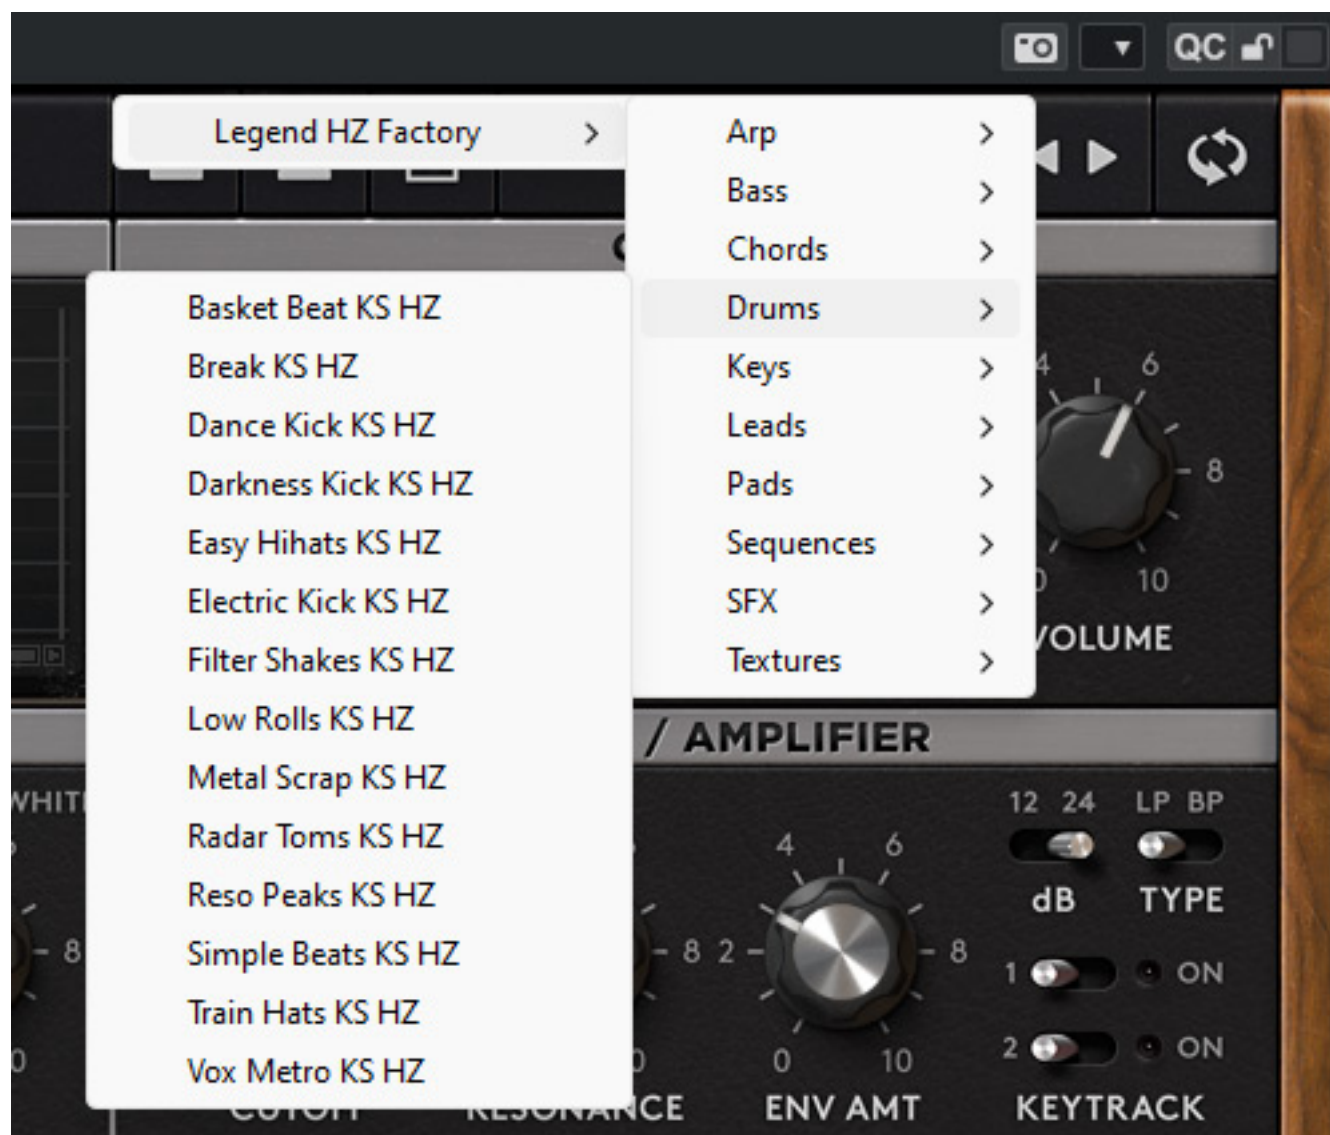 QC
Legend HZ Factory
Arp
Bass
Chords
Drums
Keys
Leads
Pads
Sequences
SFX
Textures
Basket Beat KS HZ
Break KS HZ
Dance Kick KS HZ
Darkness Kick KS HZ
Easy Hihats KS HZ
Electric Kick KS HZ
Filter Shakes KS HZ
Low Rolls KS HZ
Metal Scrap KS HZ
Radar Toms KS HZ
Reso Peaks KS HZ
Simple Beats KS HZ
Train Hats KS HZ
Vox Metro KS HZ
4 6
8
10
VOLUME
/ AMPLIFIER
WHITE
8
0
8
0
CUTOFF
RESONANCE
4 6
2 8
0 10
ENV AMT
12 24
dB
LP BP
TYPE
1 ON
2 ON
KEYTRACK